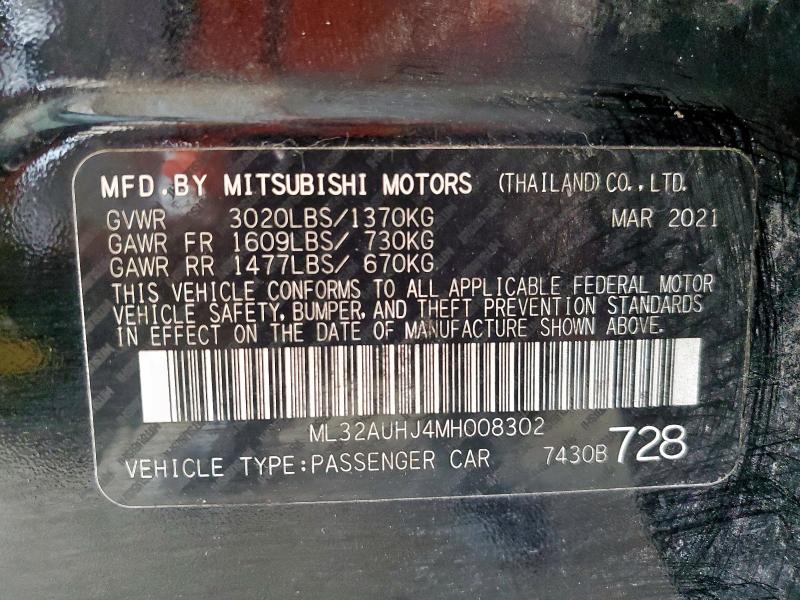 MFD. BY MITSUBISHI MOTORS (THAILAND) CO., LTD.
GVWR 3020LBS/1370KG MAR 2021
GAWR FR 1609LBS/ 730KG
GAWR RR 1477LBS/ 670KG
THIS VEHICLE CONFORMS TO ALL APPLICABLE FEDERAL MOTOR
VEHICLE SAFETY, BUMPER, AND THEFT PREVENTION STANDARDS
IN EFFECT ON THE DATE OF MANUFACTURE SHOWN ABOVE.
ML32AUHJ4MH008302
VEHICLE TYPE:PASSENGER CAR 7430B 728